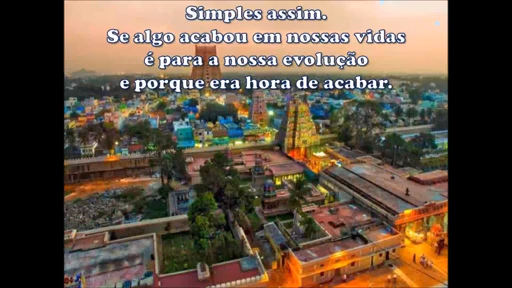 Simples assim.
Se algo acabou em nossas vidas
é para a nossa evolução
e porque era hora de acabar.